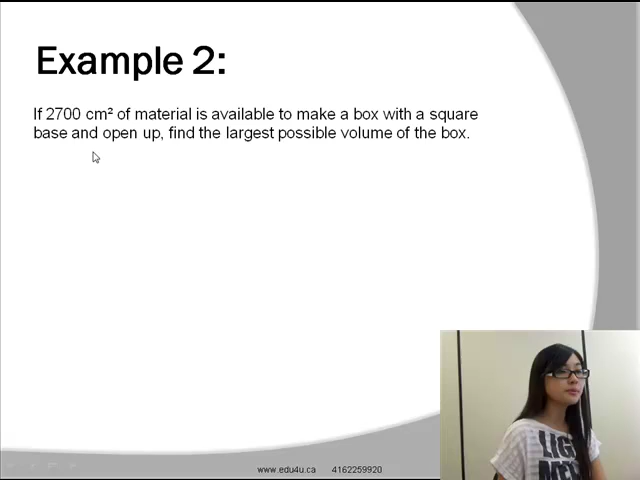 Example 2:
If 2700 cm² of material is available to make a box with a square
base and open up, find the largest possible volume of the box.
www.edu4u.ca 4162259920